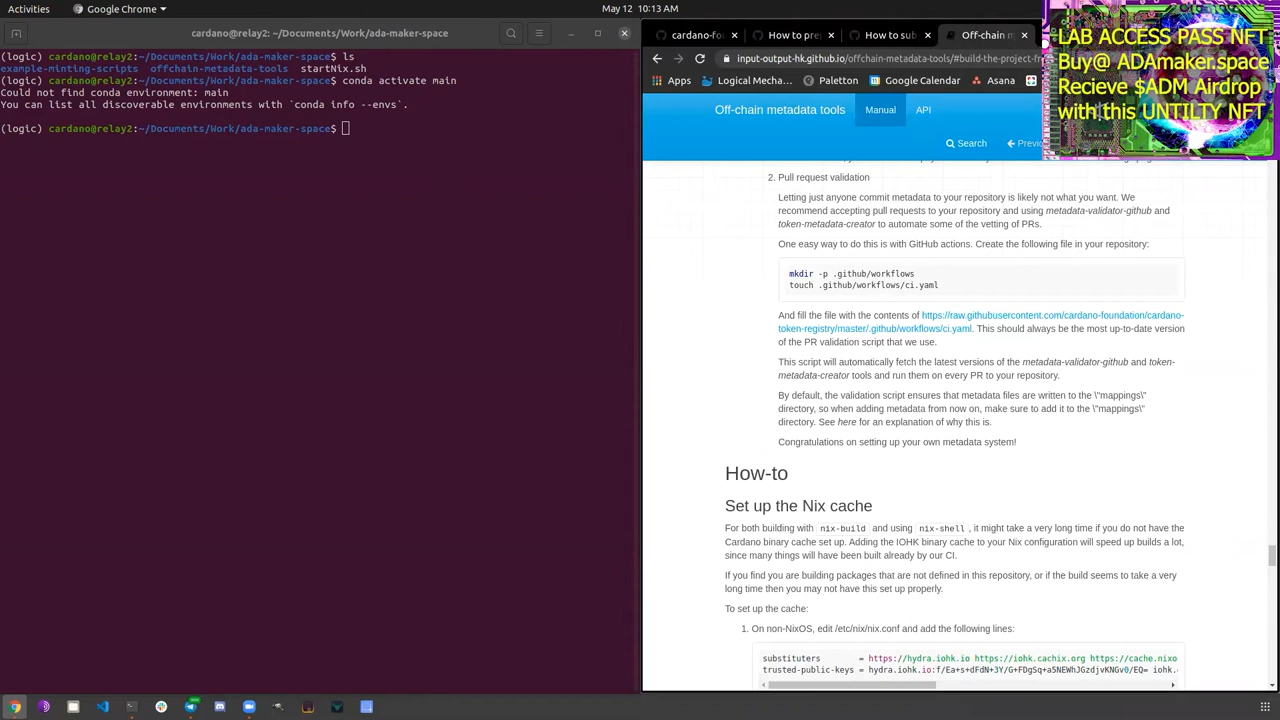 Activities
Google Chrome
May 12 10:13 AM
cardano@relay2: ~/Documents/Work/ada-maker-space
(logic) cardano@relay2:~/Documents/Work/ada-maker-space$ ls
example-minting-scripts offchain-metadata-tools startNix.sh
(logic) cardano@relay2:~/Documents/Work/ada-maker-space$ conda activate main
Could not find conda environment: main
You can list all discoverable environments with `conda info --envs`.
(logic) cardano@relay2:~/Documents/Work/ada-maker-space$
cardano-fo
How to pre
How to sub
Off-chain m
input-output-hk.github.io/offchain-metadata-tools/#build-the-project-fr
Apps
Logical Mecha...
Paletton
Google Calendar
Asana
LAB ACCESS PASS NFT
Buy@ ADAmaker.space
Recieve $ADM Airdrop
with this UNTILTY NFT
Off-chain metadata tools
Manual
API
Search
Previo
2. Pull request validation
Letting just anyone commit metadata to your repository is likely not what you want. We
recommend accepting pull requests to your repository and using metadata-validator-github and
token-metadata-creator to automate some of the vetting of PRs.
One easy way to do this is with GitHub actions. Create the following file in your repository:
mkdir -p .github/workflows
touch .github/workflows/ci.yaml
And fill the file with the contents of https://raw.githubusercontent.com/cardano-foundation/cardano-
token-registry/master/.github/workflows/ci.yaml. This should always be the most up-to-date version
of the PR validation script that we use.
This script will automatically fetch the latest versions of the metadata-validator-github and token-
metadata-creator tools and run them on every PR to your repository.
By default, the validation script ensures that metadata files are written to the \"mappings\"
directory, so when adding metadata from now on, make sure to add it to the \"mappings\"
directory. See here for an explanation of why this is.
Congratulations on setting up your own metadata system!
How-to
Set up the Nix cache
For both building with nix-build and using nix-shell, it might take a very long time if you do not have the
Cardano binary cache set up. Adding the IOHK binary cache to your Nix configuration will speed up builds a lot,
since many things will have been built already by our CI.
If you find you are building packages that are not defined in this repository, or if the build seems to take a very
long time then you may not have this set up properly.
To set up the cache:
1. On non-NixOS, edit /etc/nix/nix.conf and add the following lines:
substituters = https://hydra.iohk.io https://iohk.cachix.org https://cache.nixo
trusted-public-keys = hydra.iohk.io:f/Ea+s+dFdN+3Y/G+FDgSq+a5NEWhJGzdjvKNGv0/EQ= iohk.